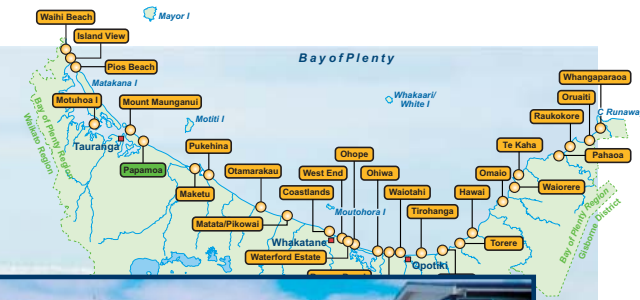 Waihi Beach
Mayor I
Island View
Bay of Plenty
Pios Beach
Whangaparaoa
Matakana I
Oruaiti
Whakaari/
White I
Motuhoa I
Mount Maunganui
C Runawa
Raukokore
Motiti I
Tauranga
Pukehina
Te Kaha
Ohope
Pahaoa
Papamoa
Otamarakau
West End
Ohiwa
Omaio
Maketu
Coastlands
Waiotahi
Hawai
Waiorere
Moutohora I
Tirohanga
Matata/Pikowai
Whakatane
Torere
Waterford Estate
Opotiki
Bay of Plenty Region
Waikato Region
Bay of Plenty Region
Gisborne District